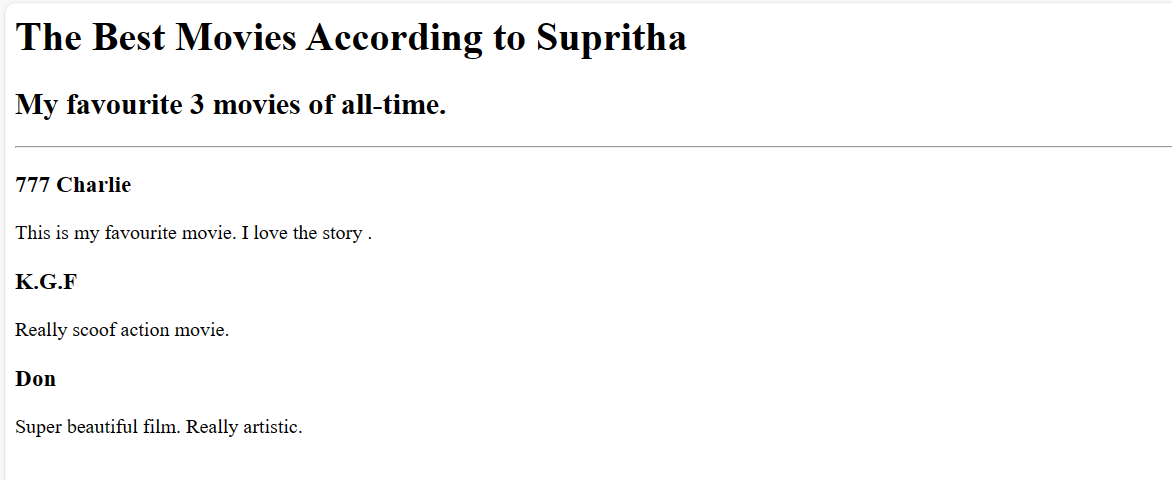 The Best Movies According to Supritha
My favourite 3 movies of all-time.
777 Charlie
This is my favourite movie. I love the story .
K.G.F
Really scoof action movie.
Don
Super beautiful film. Really artistic.